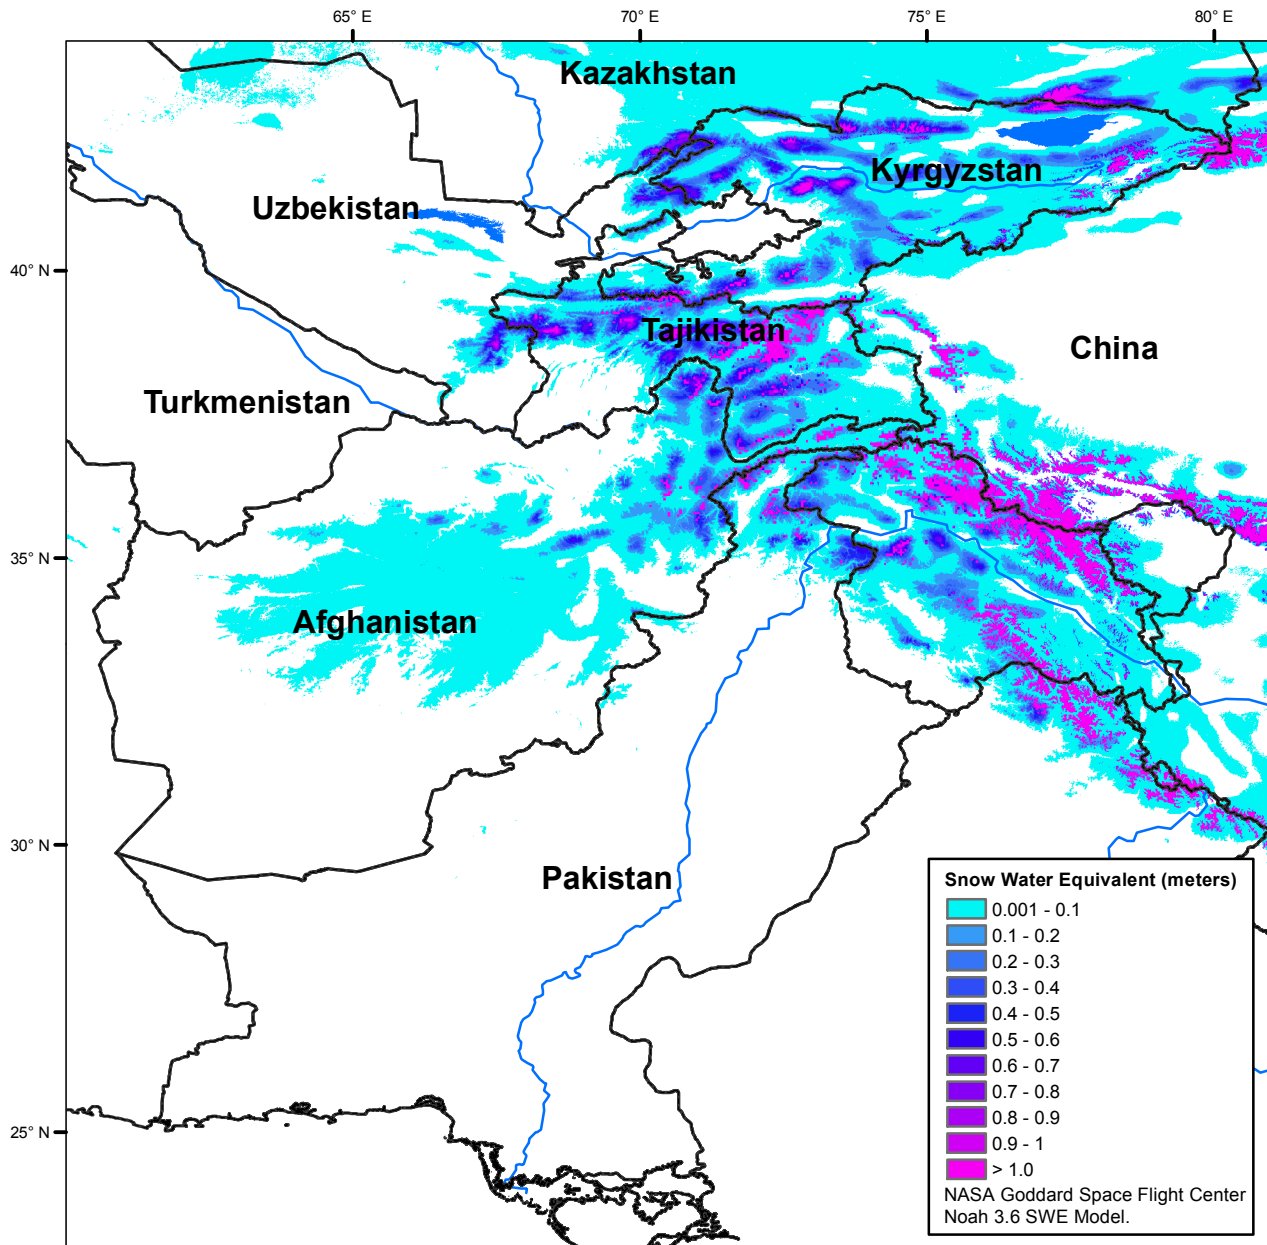 65° E
70° E
75° E
80° E
Kazakhstan
Kyrgyzstan
Uzbekistan
40° N
Tajikistan
China
Turkmenistan
35° N
Afghanistan
30° N
Pakistan
25° N
Snow Water Equivalent (meters)
0.001 - 0.1
0.1 - 0.2
0.2 - 0.3
0.3 - 0.4
0.4 - 0.5
0.5 - 0.6
0.6 - 0.7
0.7 - 0.8
0.8 - 0.9
0.9 - 1
> 1.0
NASA Goddard Space Flight Center
Noah 3.6 SWE Model.